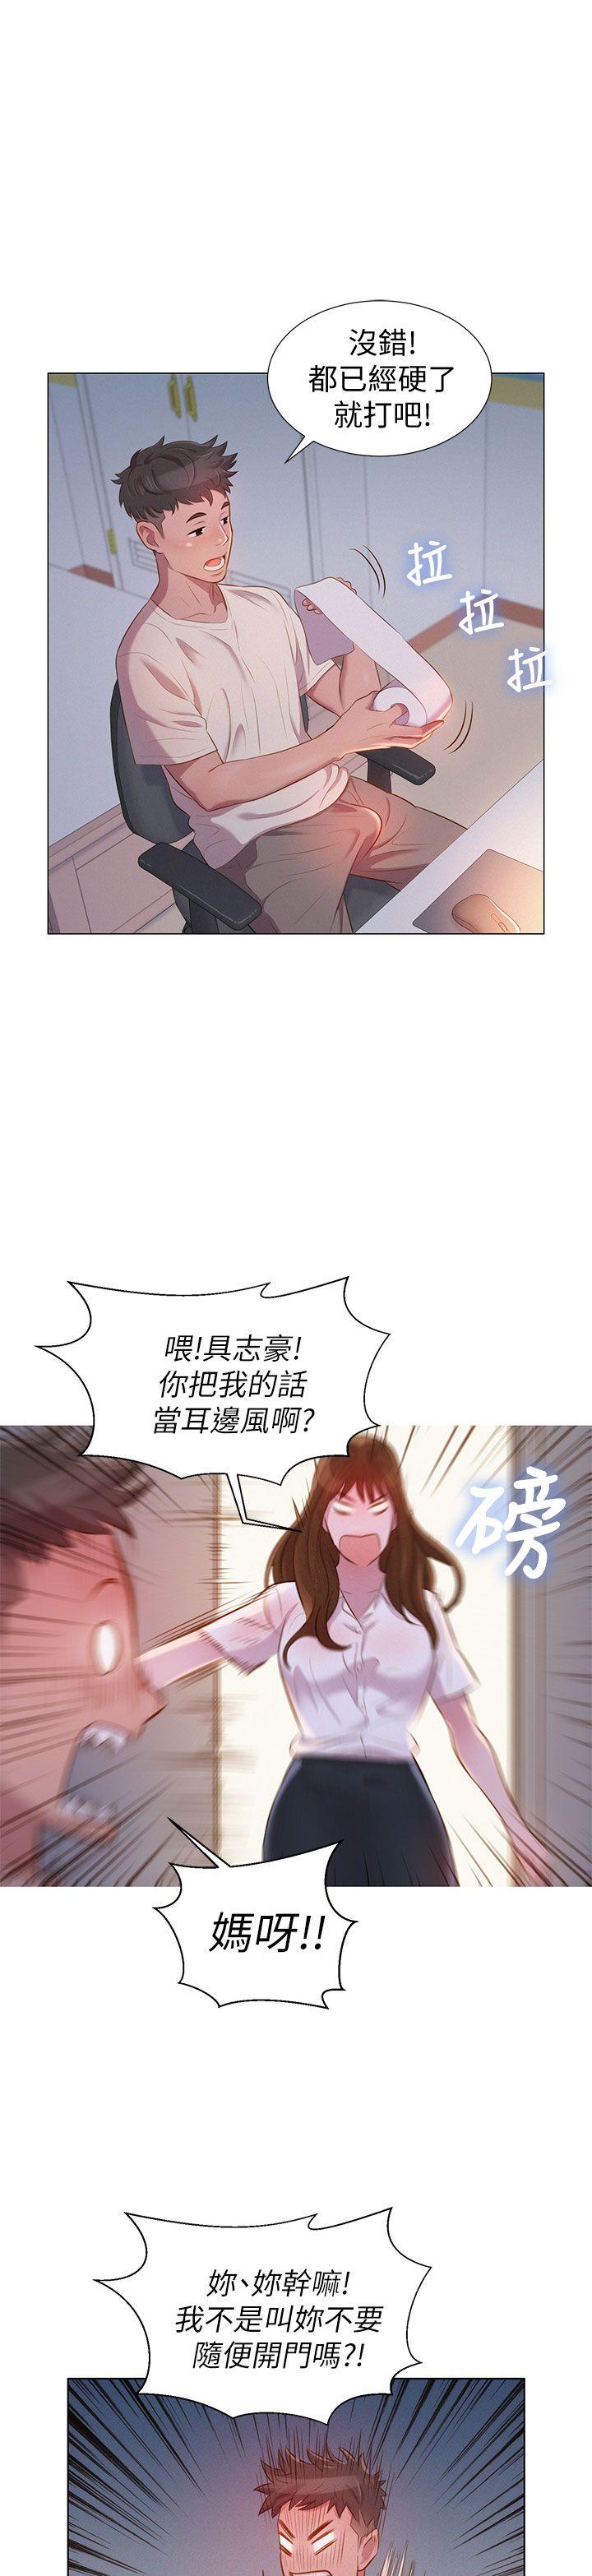 沒錯!
都已經硬了
就打吧!
拉
拉
拉
喂!具志豪!
你把我的話
當耳邊風啊?
磅
媽呀!!
妳、妳幹嘛!
我不是叫妳不要
隨便開門嗎?!